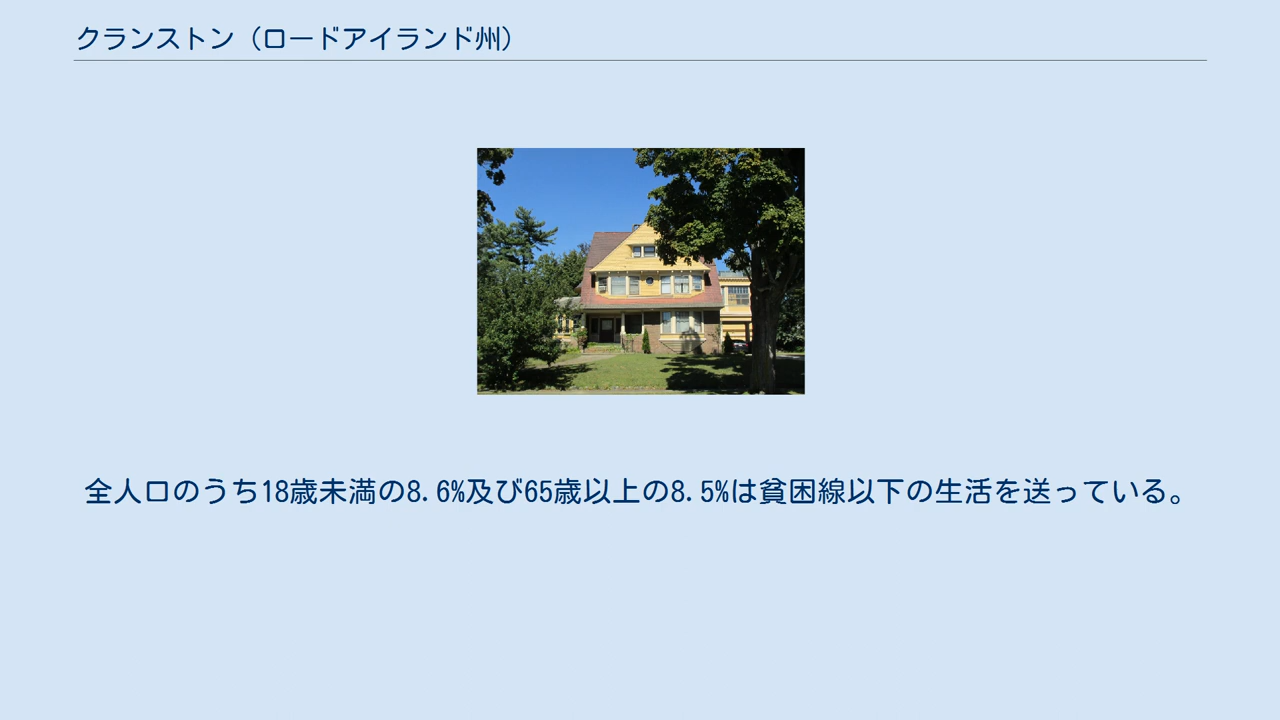 クランストン（ロードアイランド州）
全人口のうち18歳未満の8.6%及び65歳以上の8.5%は貧困線以下の生活を送っている。